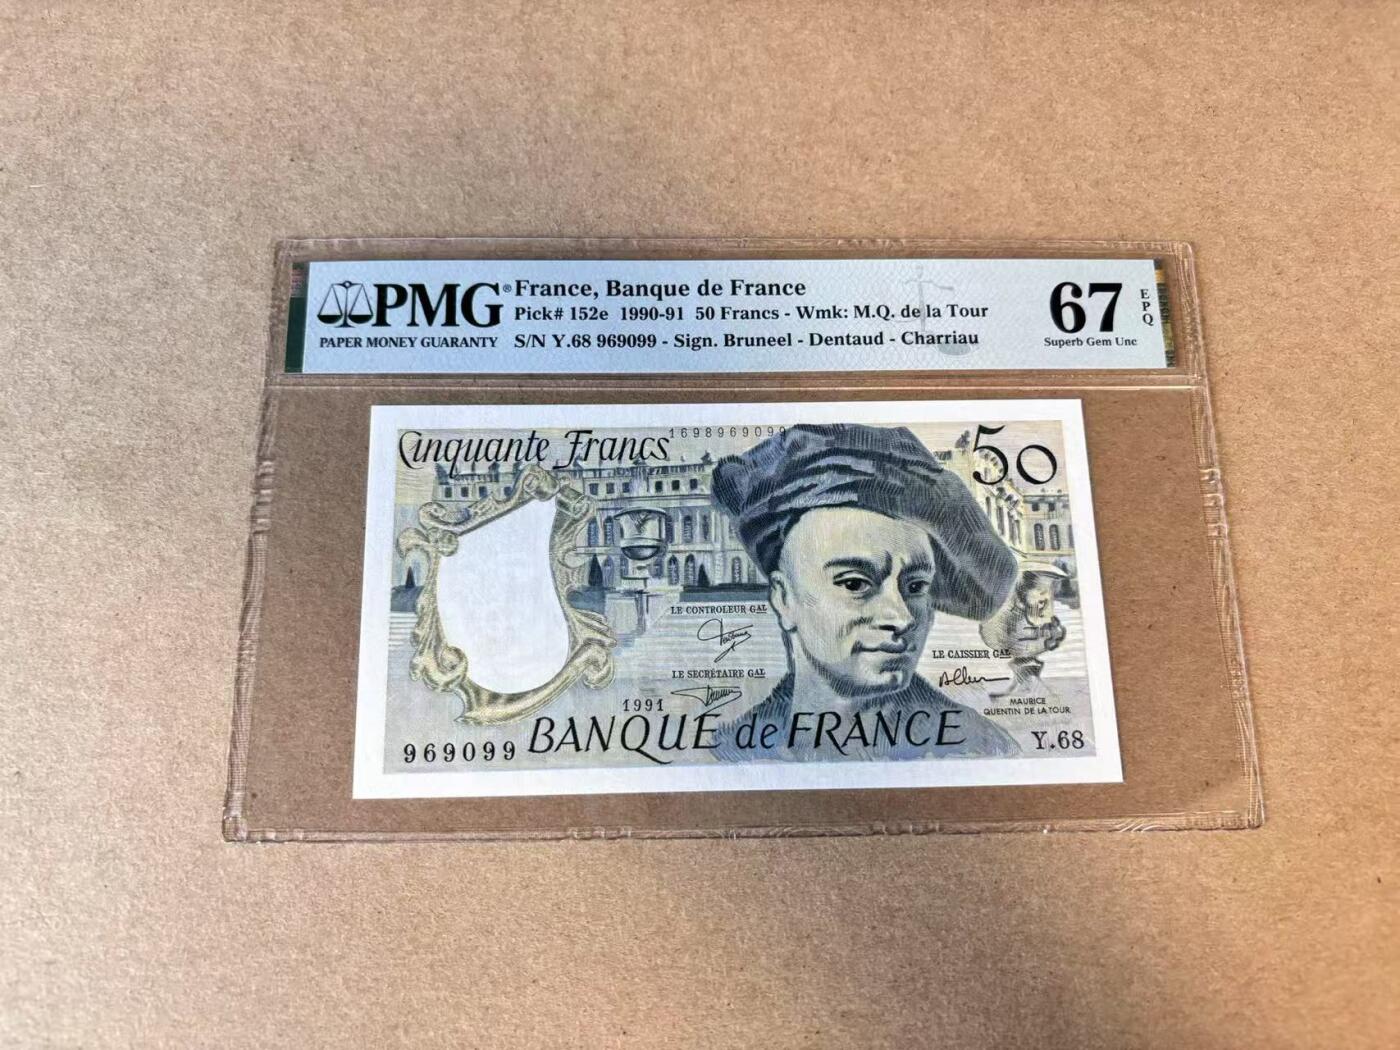 PMG®
PAPER MONEY GUARANTY
France, Banque de France
Pick# 152e 1990-91 50 Francs - Wmk: M.Q. de la Tour
S/N Y.68 969099 - Sign. Bruneel - Dentaud - Charriau
67
EPQ
Superb Gem Unc
Cinquante Francs
1698969099
50
LE CONTROLEUR GAL
LE SECRÉTAIRE GAL
LE CAISSIER GAL
MAURICE
QUENTIN DE LA TOUR
1991
BANQUE de FRANCE
969099
Y.68